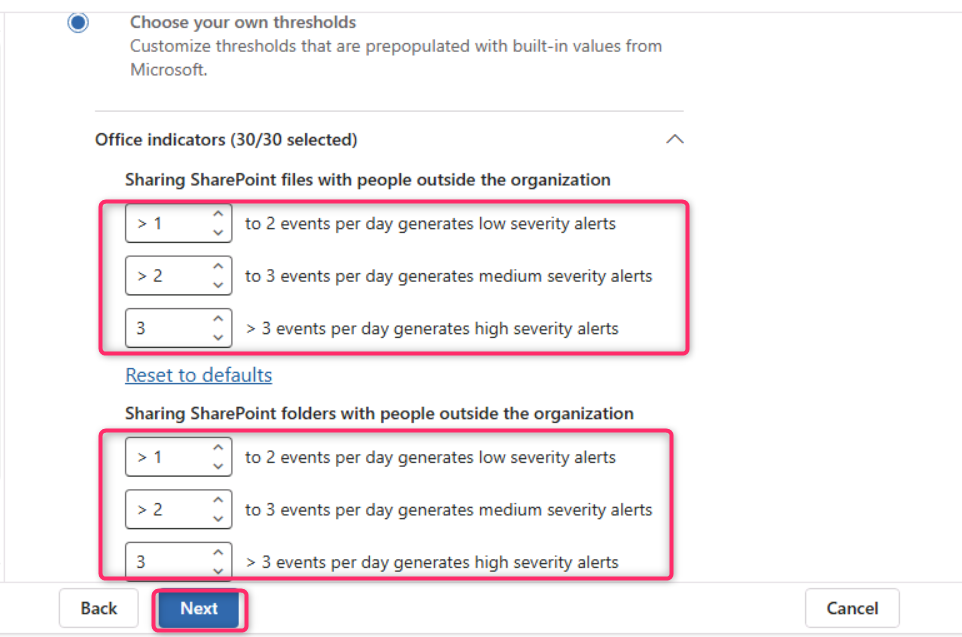 Choose your own thresholds
Customize thresholds that are prepopulated with built-in values from
Microsoft.
Office indicators (30/30 selected)
Sharing SharePoint files with people outside the organization
> 1 to 2 events per day generates low severity alerts
> 2 to 3 events per day generates medium severity alerts
3 > 3 events per day generates high severity alerts
Reset to defaults
Sharing SharePoint folders with people outside the organization
> 1 to 2 events per day generates low severity alerts
> 2 to 3 events per day generates medium severity alerts
3 > 3 events per day generates high severity alerts
Back Next Cancel